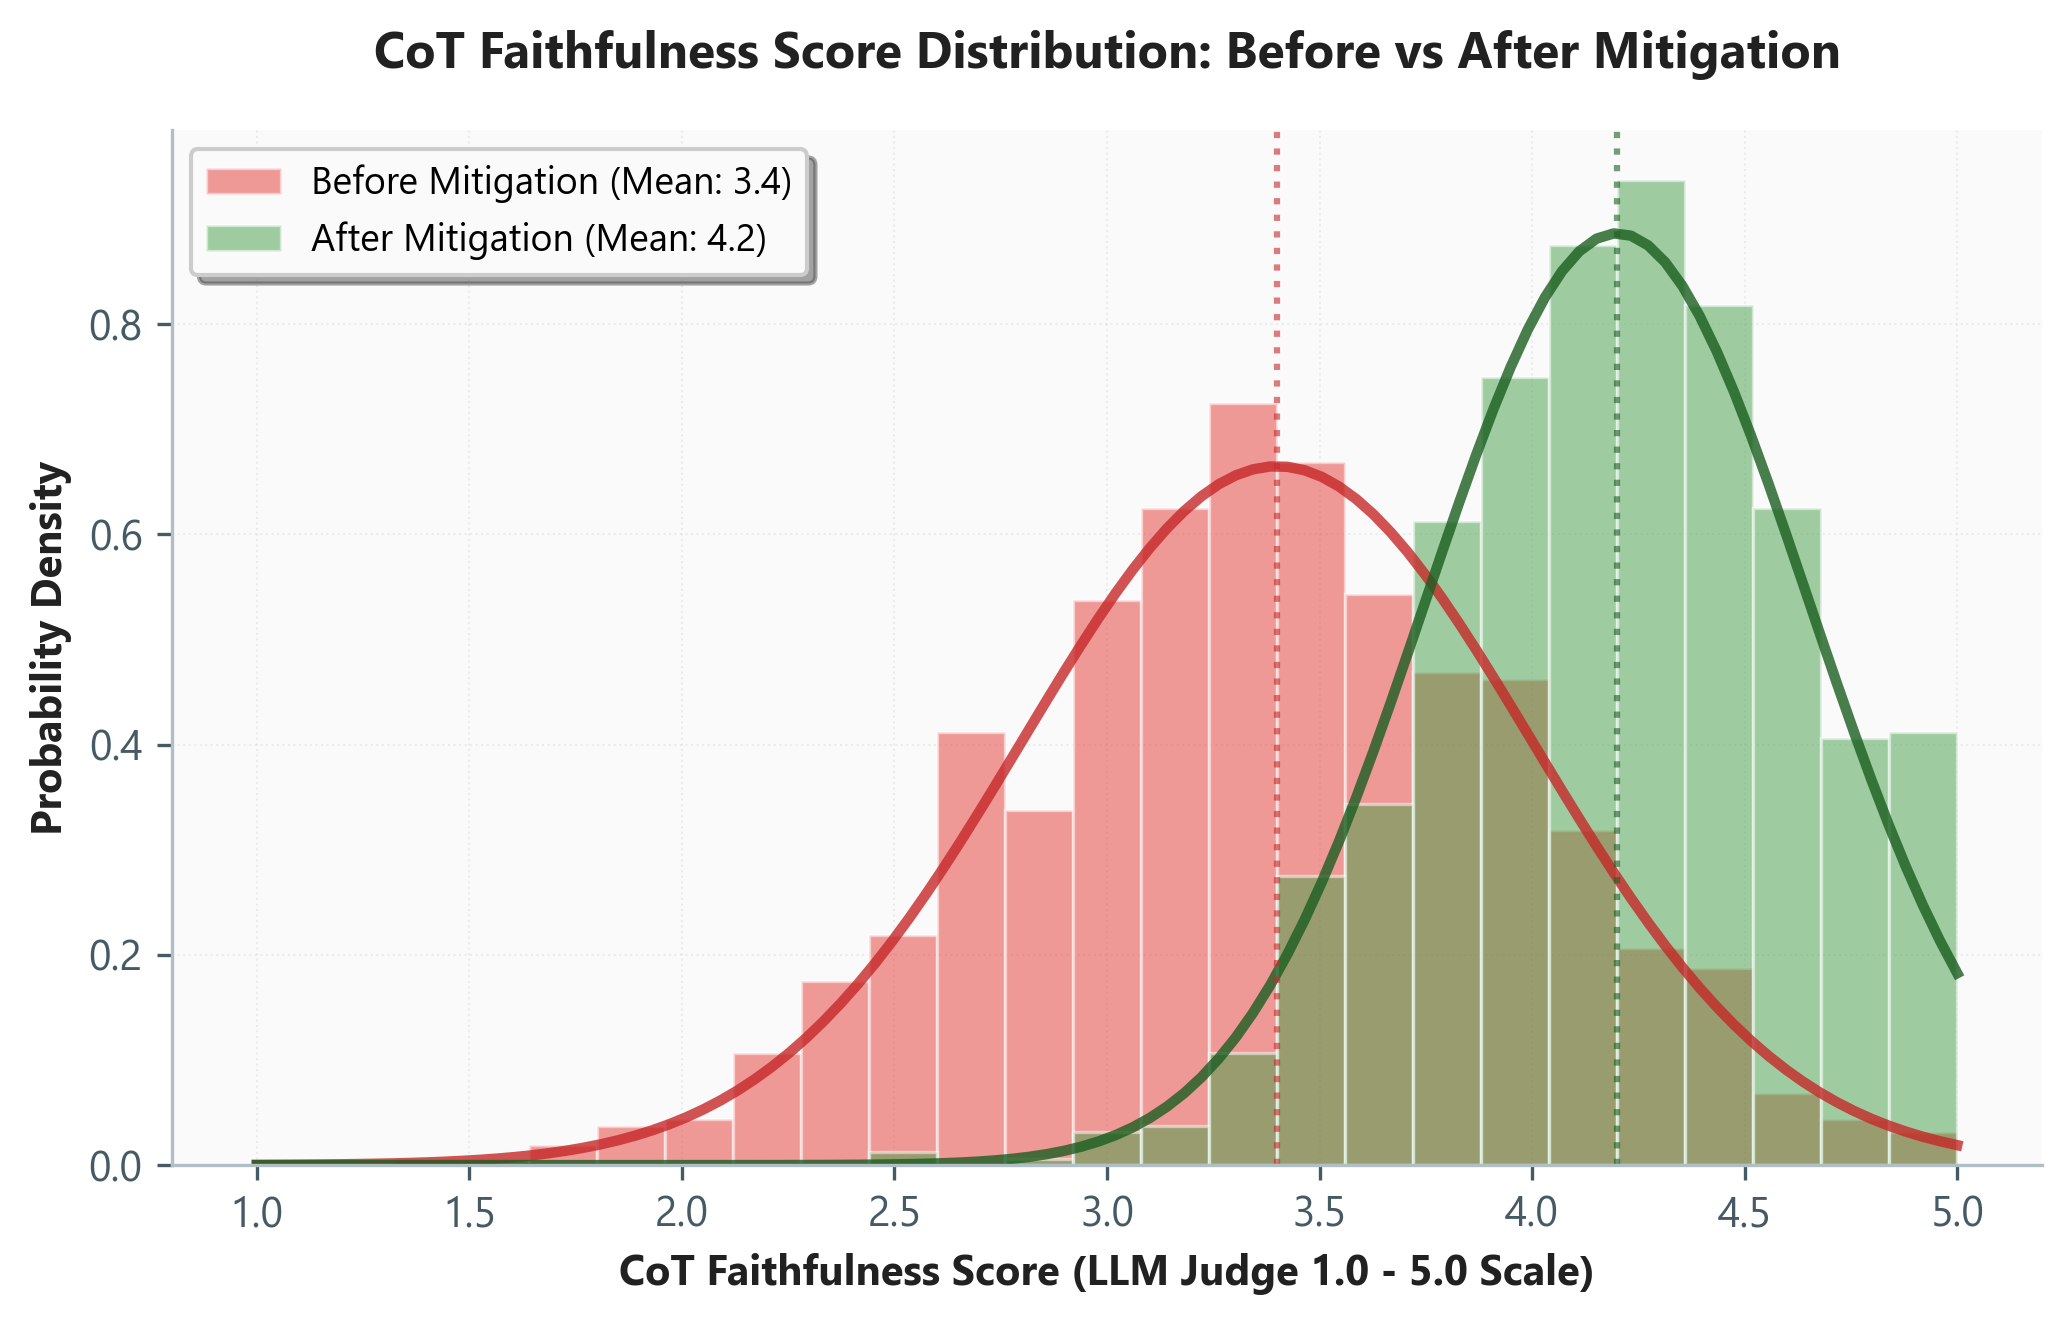 CoT Faithfulness Score Distribution: Before vs After Mitigation
Before Mitigation (Mean: 3.4)
After Mitigation (Mean: 4.2)
Probability Density
0.8
0.6
0.4
0.2
0.0
1.0 1.5 2.0 2.5 3.0 3.5 4.0 4.5 5.0
CoT Faithfulness Score (LLM Judge 1.0 - 5.0 Scale)